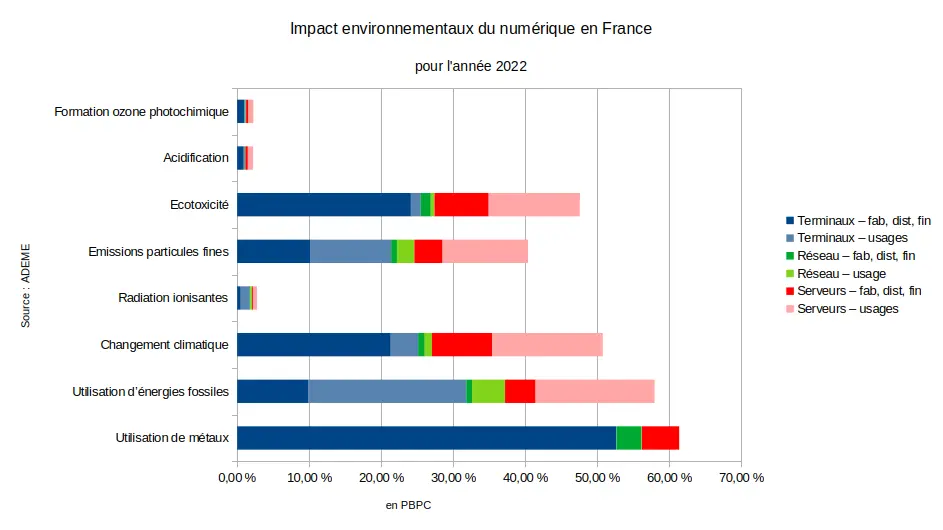 Impact environnementaux du numérique en France
pour l'année 2022
Formation ozone photochimique
Acidification
Ecotoxicité
Emissions particules fines
Radiation ionisantes
Changement climatique
Utilisation d'énergies fossiles
Utilisation de métaux
Source : ADEME
0,00 % 10,00 % 20,00 % 30,00 % 40,00 % 50,00 % 60,00 % 70,00 %
en PBPC
Terminaux – fab, dist, fin
Terminaux – usages
Réseau – fab, dist, fin
Réseau – usage
Serveurs – fab, dist, fin
Serveurs – usages